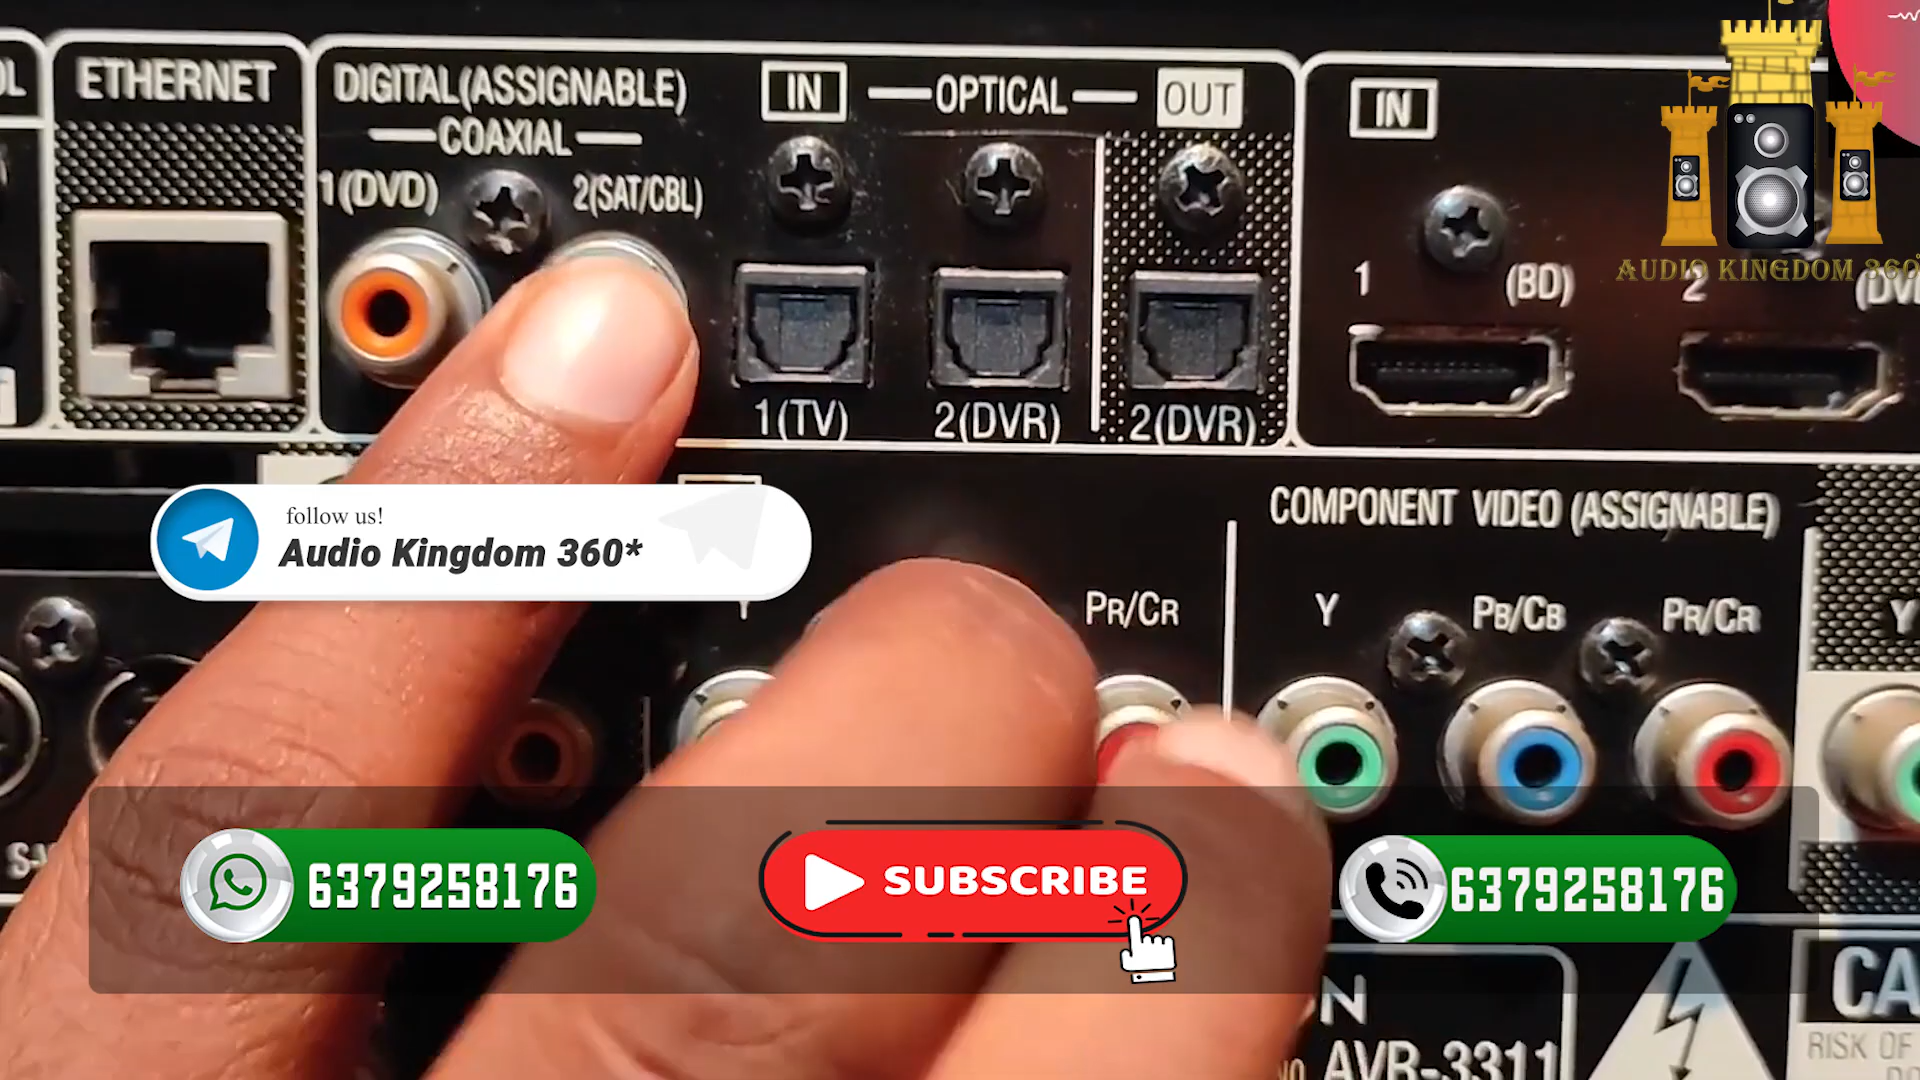 ETHERNET
DIGITAL(ASSIGNABLE)
COAXIAL
1(DVD)
2(SAT/CBL)
IN
OPTICAL
OUT
1(TV)
2(DVR)
2(DVR)
IN
1
(BD)
2
AUDIO KINGDOM 360°
follow us!
Audio Kingdom 360*
COMPONENT VIDEO (ASSIGNABLE)
Y
PR/CR
Y
PB/CB
PR/CR
Y
6379258176
SUBSCRIBE
6379258176
AVR-3311
CA
RISK OF